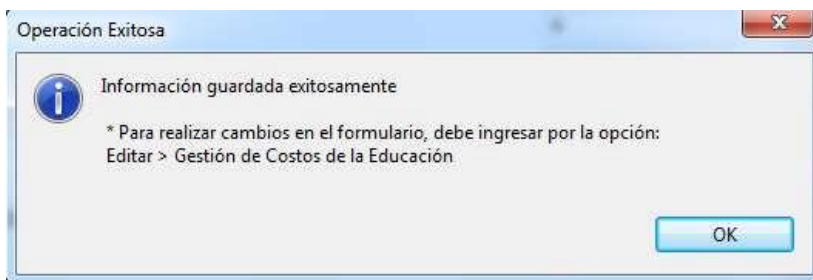 Operación Exitosa
Información guardada exitosamente
* Para realizar cambios en el formulario, debe ingresar por la opción:
Editar > Gestión de Costos de la Educación
OK